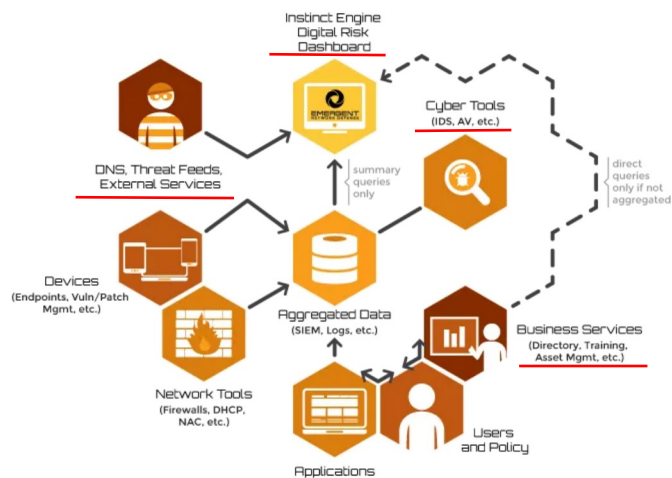 Instinct Engine
Digital Risk
Dashboard
EMERGENT
NETWORK DEFENSE
Cyber Tools
(IDS, AV, etc.)
DNS, Threat Feeds,
External Services
summary
queries
only
direct
queries
only if not
aggregated
Devices
(Endpoints, Vuln/Patch
Mgmt, etc.)
Aggregated Data
(SIEM, Logs, etc.)
Business Services
(Directory, Training,
Asset Mgmt, etc.)
Network Tools
(Firewalls, DHCP,
NAC, etc.)
Users
and Policy
Applications